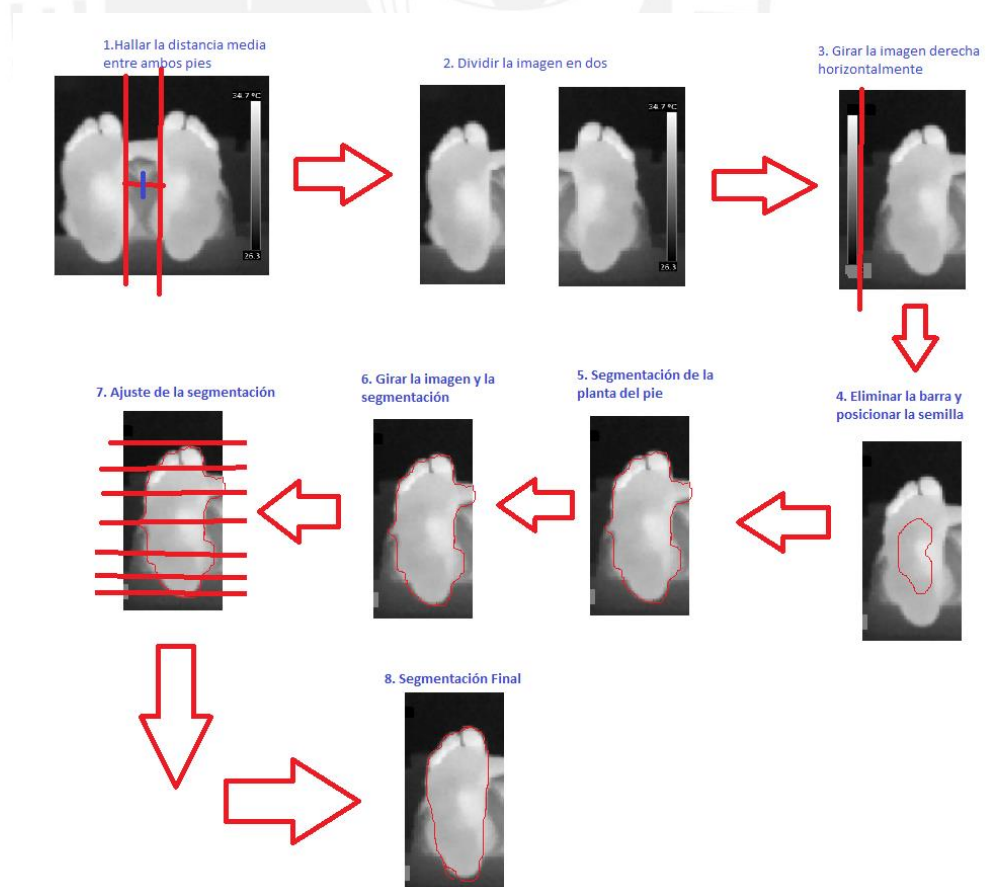 1.Hallar la distancia media
entre ambos pies
34.7 ºC
26.3
2. Dividir la imagen en dos
34.7 ºC
26.3
3. Girar la imagen derecha
horizontalmente
4. Eliminar la barra y
posicionar la semilla
5. Segmentación de la
planta del pie
6. Girar la imagen y la
segmentación
7. Ajuste de la segmentación
8. Segmentación Final